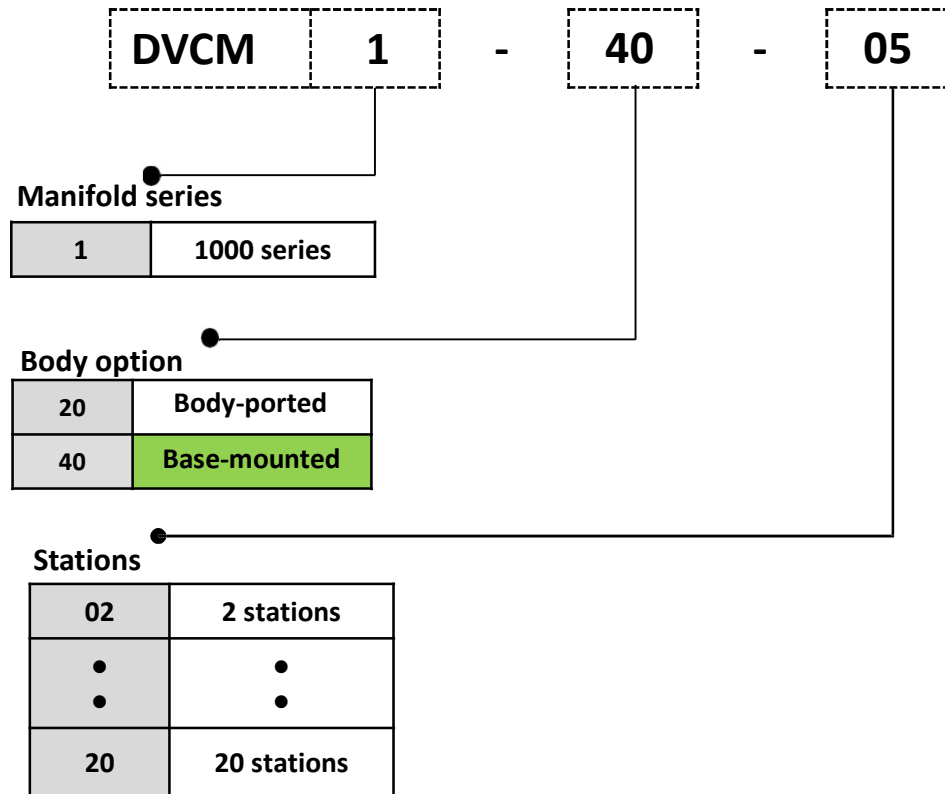 DVCM 1 - 40 - 05
Manifold series
1 1000 series
Body option
20 Body-ported
40 Base-mounted
Stations
02 2 stations
• •
• •
20 20 stations